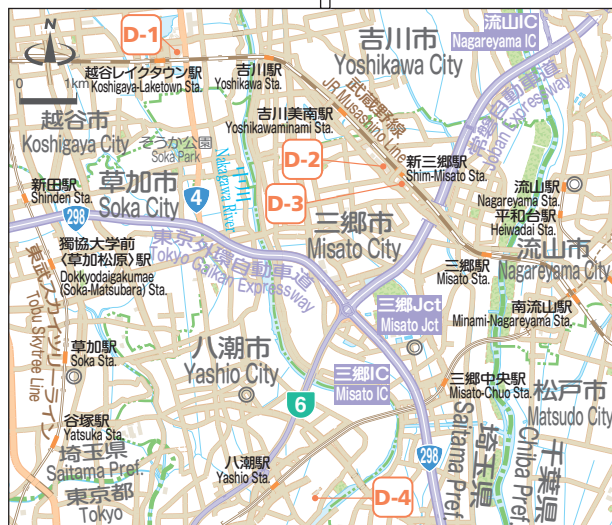 N
0 1km
D-1
越谷レイクタウン駅
Koshigaya-Laketown Sta.
吉川駅
Yoshikawa Sta.
吉川市
Yoshikawa City
流山IC
Nagareyama IC
越谷市
Koshigaya City
そうか公園
Soka Park
中川
Nakagawa River
吉川美南駅
Yoshikawaminami Sta.
武蔵野線
JR Musashino Line
常磐自動車道
Joban Expressway
D-2
D-3
新三郷駅
Shim-Misato Sta.
新田駅
Shinden Sta.
草加市
Soka City
4
298
流山駅
Nagareyama Sta.
平和台駅
Heiwadai Sta.
三郷市
Misato City
流山市
Nagareyama City
獨協大学前
〈草加松原〉駅
Dokkyodaigakumae
(Soka-Matsubara) Sta.
東京外環自動車道
Tokyo Gaikan Expressway
三郷駅
Misato Sta.
南流山駅
Minami-Nagareyama Sta.
東武スカイツリーライン
Tobu Skytree Line
三郷Jct
Misato Jct
草加駅
Soka Sta.
八潮市
Yashio City
三郷IC
Misato IC
6
三郷中央駅
Misato-Chuo Sta.
松戸市
Matsudo City
谷塚駅
Yatsuka Sta.
埼玉県
Saitama Pref.
東京都
Tokyo
八潮駅
Yashio Sta.
298
埼玉県
Saitama Pref.
千葉県
Chiba Pref.
D-4